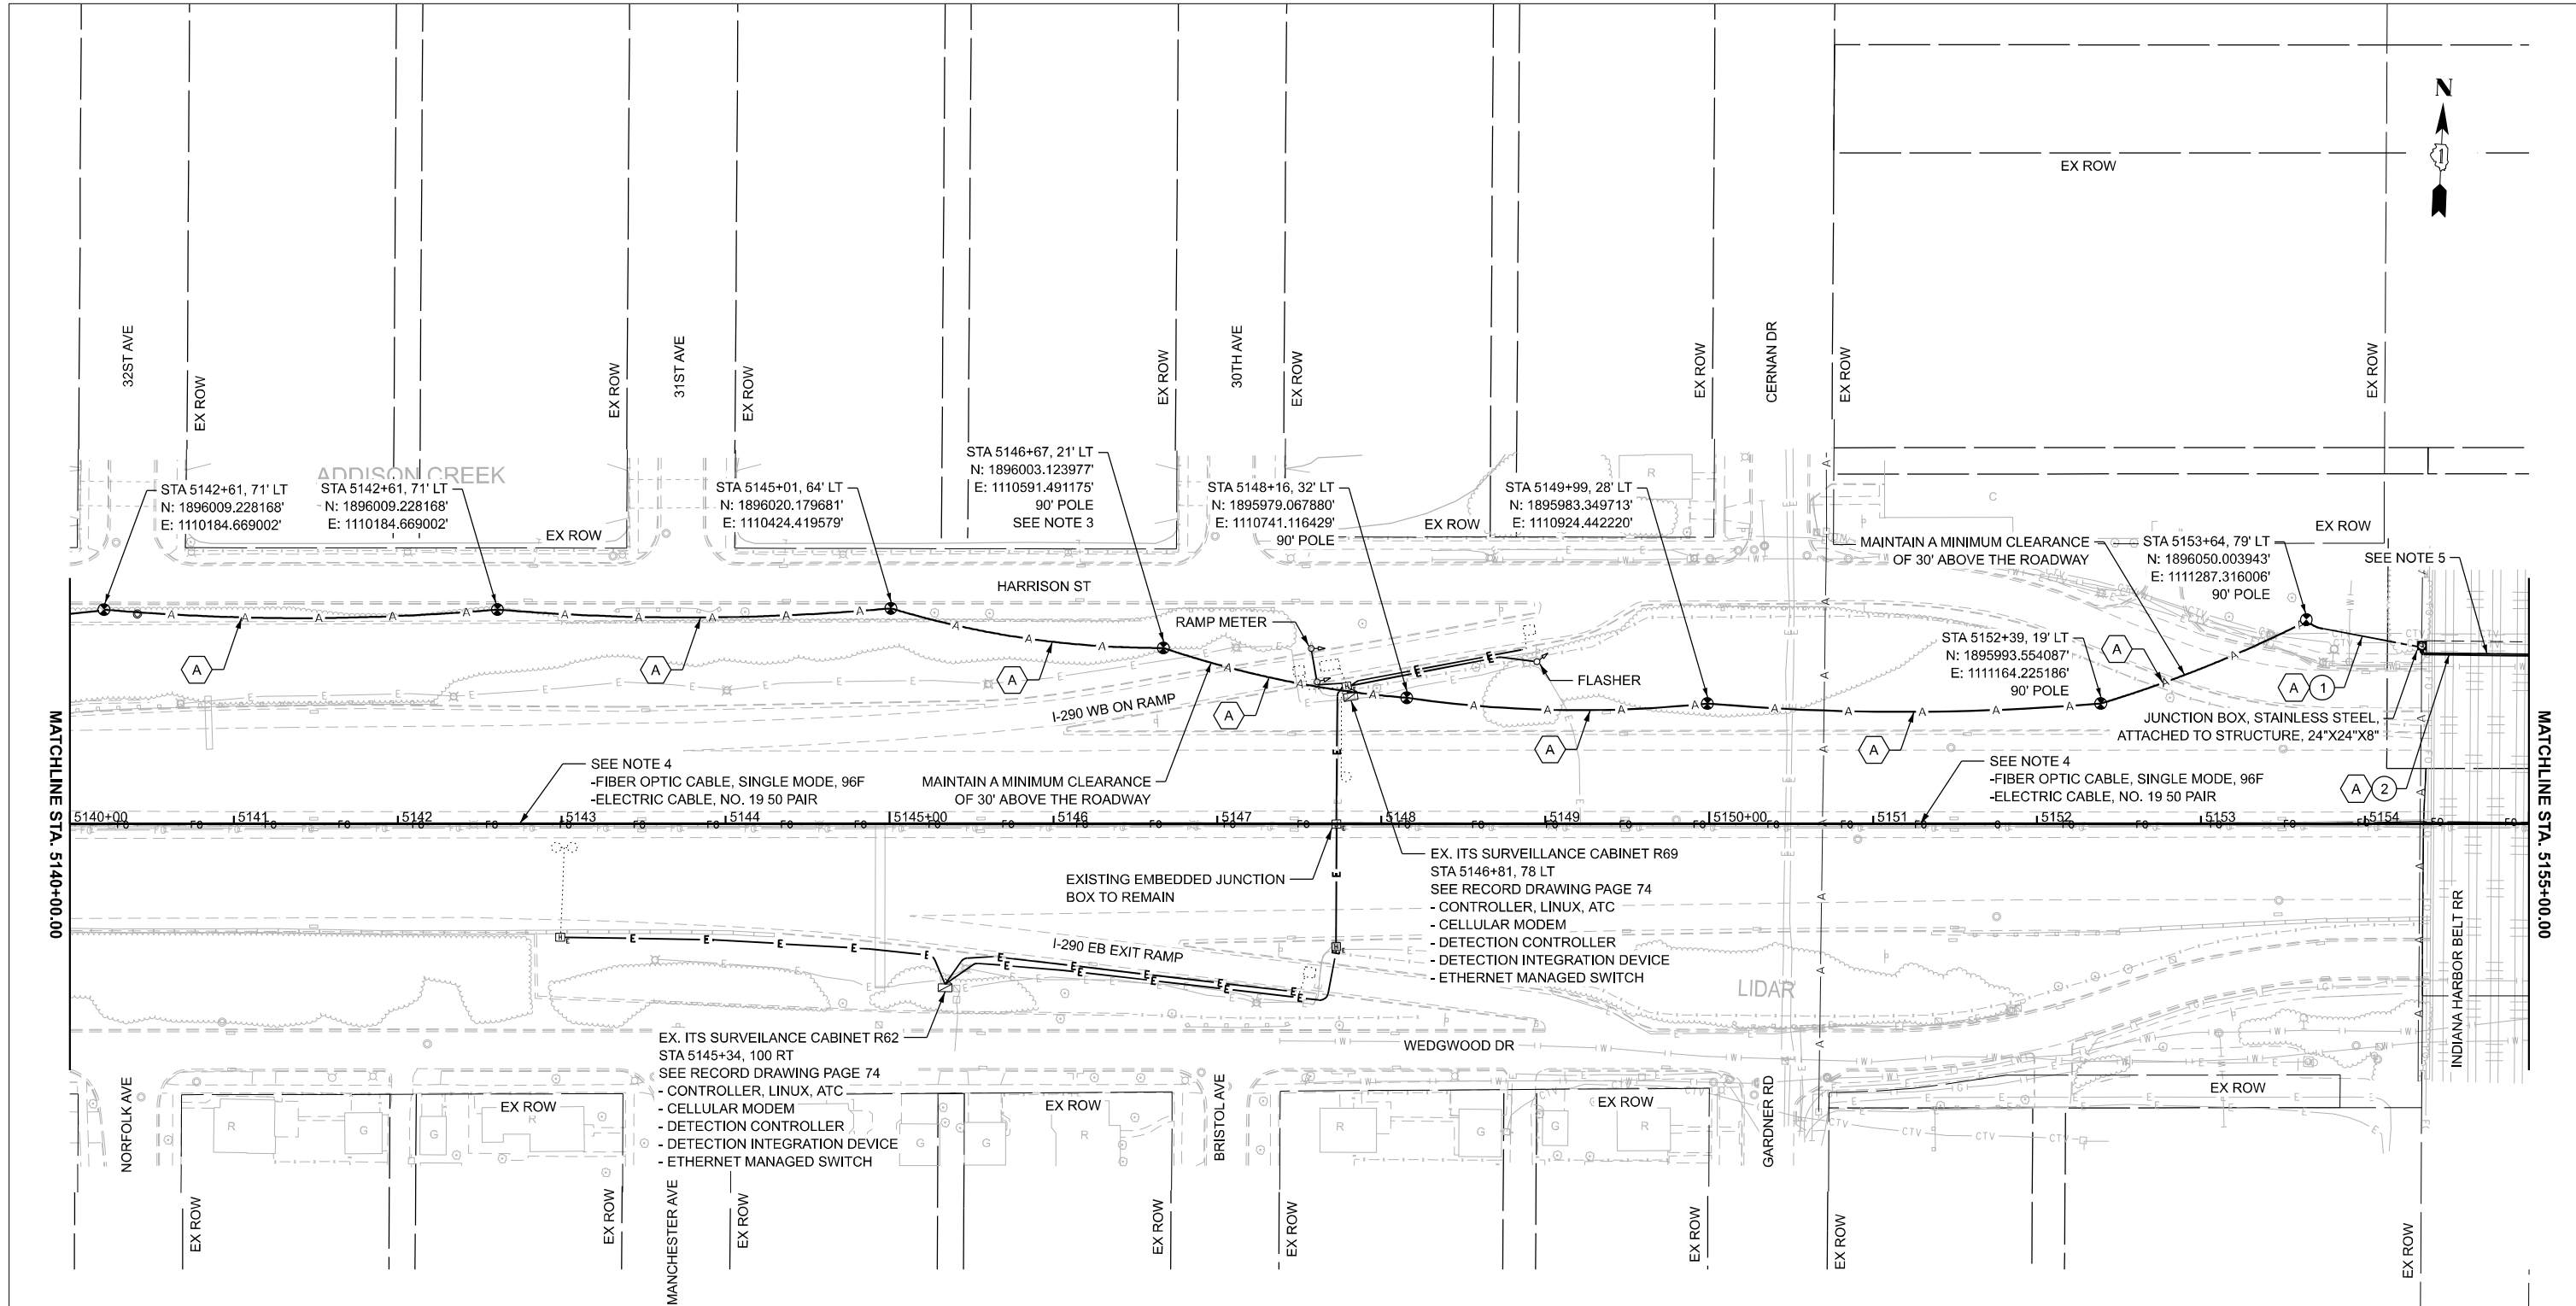 N
1
EX ROW
32ST AVE
EX ROW
EX ROW
31ST AVE
EX ROW
EX ROW
30TH AVE
EX ROW
EX ROW
CERNAN DR
EX ROW
EX ROW
ADDISON CREEK
STA 5142+61, 71' LT
N: 1896009.228168'
E: 1110184.669002'
STA 5142+61, 71' LT
N: 1896009.228168'
E: 1110184.669002'
EX ROW
STA 5145+01, 64' LT
N: 1896020.179681'
E: 1110424.419579'
STA 5146+67, 21' LT
N: 1896003.123977'
E: 1110591.491175'
90' POLE
SEE NOTE 3
STA 5148+16, 32' LT
N: 1895979.067880'
E: 1110741.116429'
90' POLE
EX ROW
STA 5149+99, 28' LT
N: 1895983.349713'
E: 1110924.442220'
MAINTAIN A MINIMUM CLEARANCE
OF 30' ABOVE THE ROADWAY
STA 5153+64, 79' LT
N: 1896050.003943'
E: 1111287.316006'
90' POLE
EX ROW
SEE NOTE 5
HARRISON ST
RAMP METER
FLASHER
STA 5152+39, 19' LT
N: 1895993.554087'
E: 1111164.225186'
90' POLE
A
A
A
A
A
A
A
A 1
I-290 WB ON RAMP
JUNCTION BOX, STAINLESS STEEL,
ATTACHED TO STRUCTURE, 24"X24"X8"
A 2
MATCHLINE STA. 5140+00.00
SEE NOTE 4
-FIBER OPTIC CABLE, SINGLE MODE, 96F
-ELECTRIC CABLE, NO. 19 50 PAIR
MAINTAIN A MINIMUM CLEARANCE
OF 30' ABOVE THE ROADWAY
SEE NOTE 4
-FIBER OPTIC CABLE, SINGLE MODE, 96F
-ELECTRIC CABLE, NO. 19 50 PAIR
MATCHLINE STA. 5155+00.00
5140+00 5141 5142 5143 5144 5145+00 5146 5147 5148 5149 5150+00 5151 5152 5153 5154
EXISTING EMBEDDED JUNCTION
BOX TO REMAIN
EX. ITS SURVEILLANCE CABINET R69
STA 5146+81, 78 LT
SEE RECORD DRAWING PAGE 74
- CONTROLLER, LINUX, ATC
- CELLULAR MODEM
- DETECTION CONTROLLER
- DETECTION INTEGRATION DEVICE
- ETHERNET MANAGED SWITCH
I-290 EB EXIT RAMP
LIDAR
INDIANA HARBOR BELT RR
EX. ITS SURVEILANCE CABINET R62
STA 5145+34, 100 RT
SEE RECORD DRAWING PAGE 74
- CONTROLLER, LINUX, ATC
- CELLULAR MODEM
- DETECTION CONTROLLER
- DETECTION INTEGRATION DEVICE
- ETHERNET MANAGED SWITCH
WEDGWOOD DR
NORFOLK AVE
EX ROW
EX ROW
BRISTOL AVE
EX ROW
GARDNER RD
EX ROW
EX ROW
EX ROW
MANCHESTER AVE
EX ROW
EX ROW
EX ROW
EX ROW
EX ROW
EX ROW